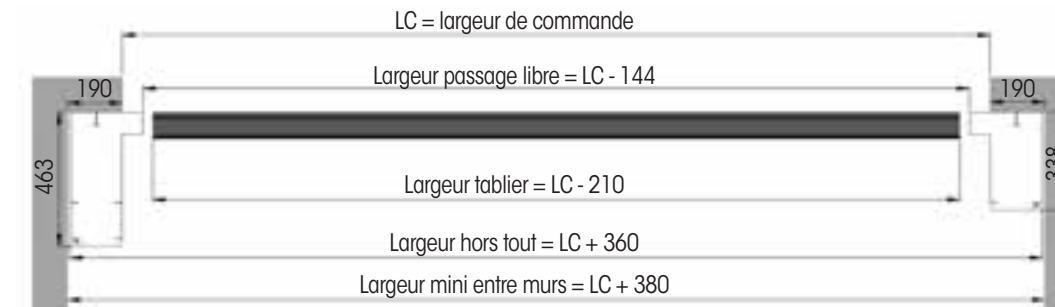 LC = largeur de commande
190
Largeur passage libre = LC - 144
190
463
338
Largeur tablier = LC - 210
Largeur hors tout = LC + 360
Largeur mini entre murs = LC + 380